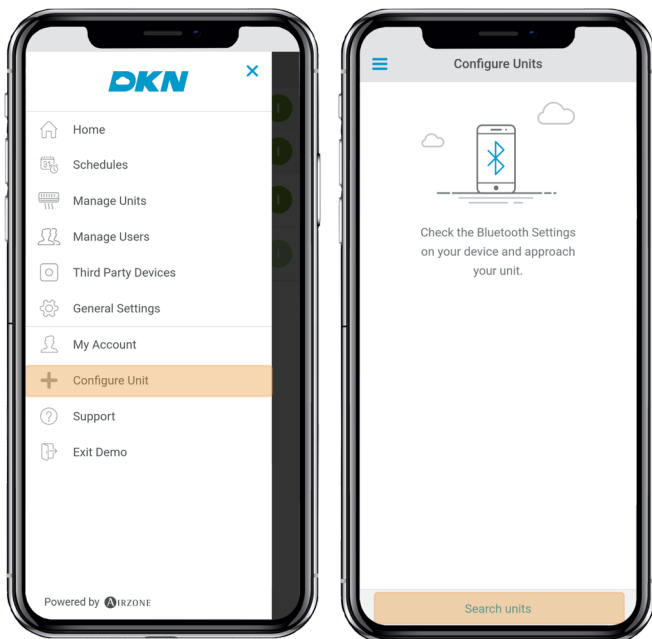 DKN
Home
31
Schedules
Manage Units
Manage Users
Third Party Devices
General Settings
My Account
Configure Unit
Support
Exit Demo
Powered by AIRZONE
Configure Units
Check the Bluetooth Settings
on your device and approach
your unit.
Search units